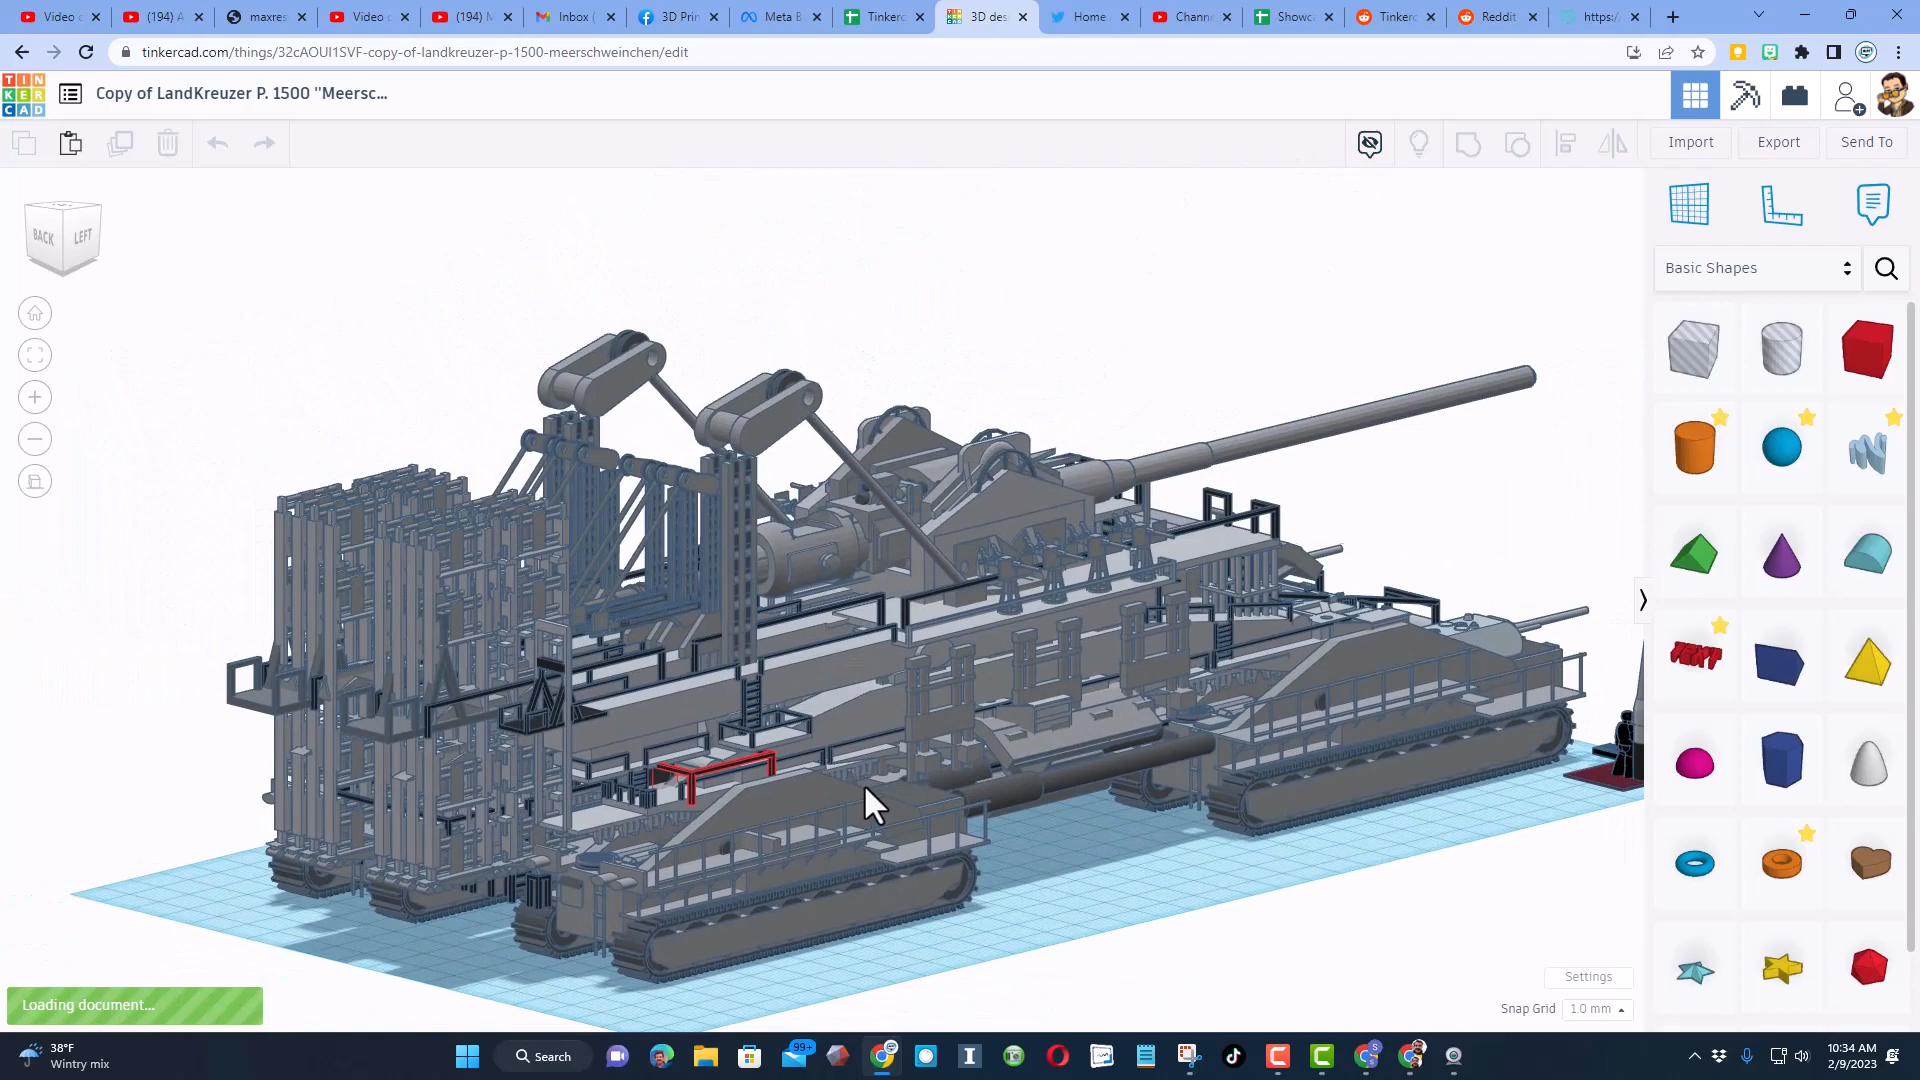 Video c
(194) A
maxres
Video c
(194) M
Inbox (
3D Prin
Meta B
Tinkerc
3D des
Home.
Channe
Showca
Tinkerc
Reddit
https:/
tinkercad.com/things/32cAOUI1SVF-copy-of-landkreuzer-p-1500-meerschweinchen/edit
TIN
KER
CAD
Copy of LandKreuzer P. 1500 "Meersc...
Import
Export
Send To
BACK
LEFT
Basic Shapes
TEXT
Settings
Snap Grid
1.0 mm
Loading document...
38°F
Wintry mix
Search
99+
10:34 AM
2/9/2023